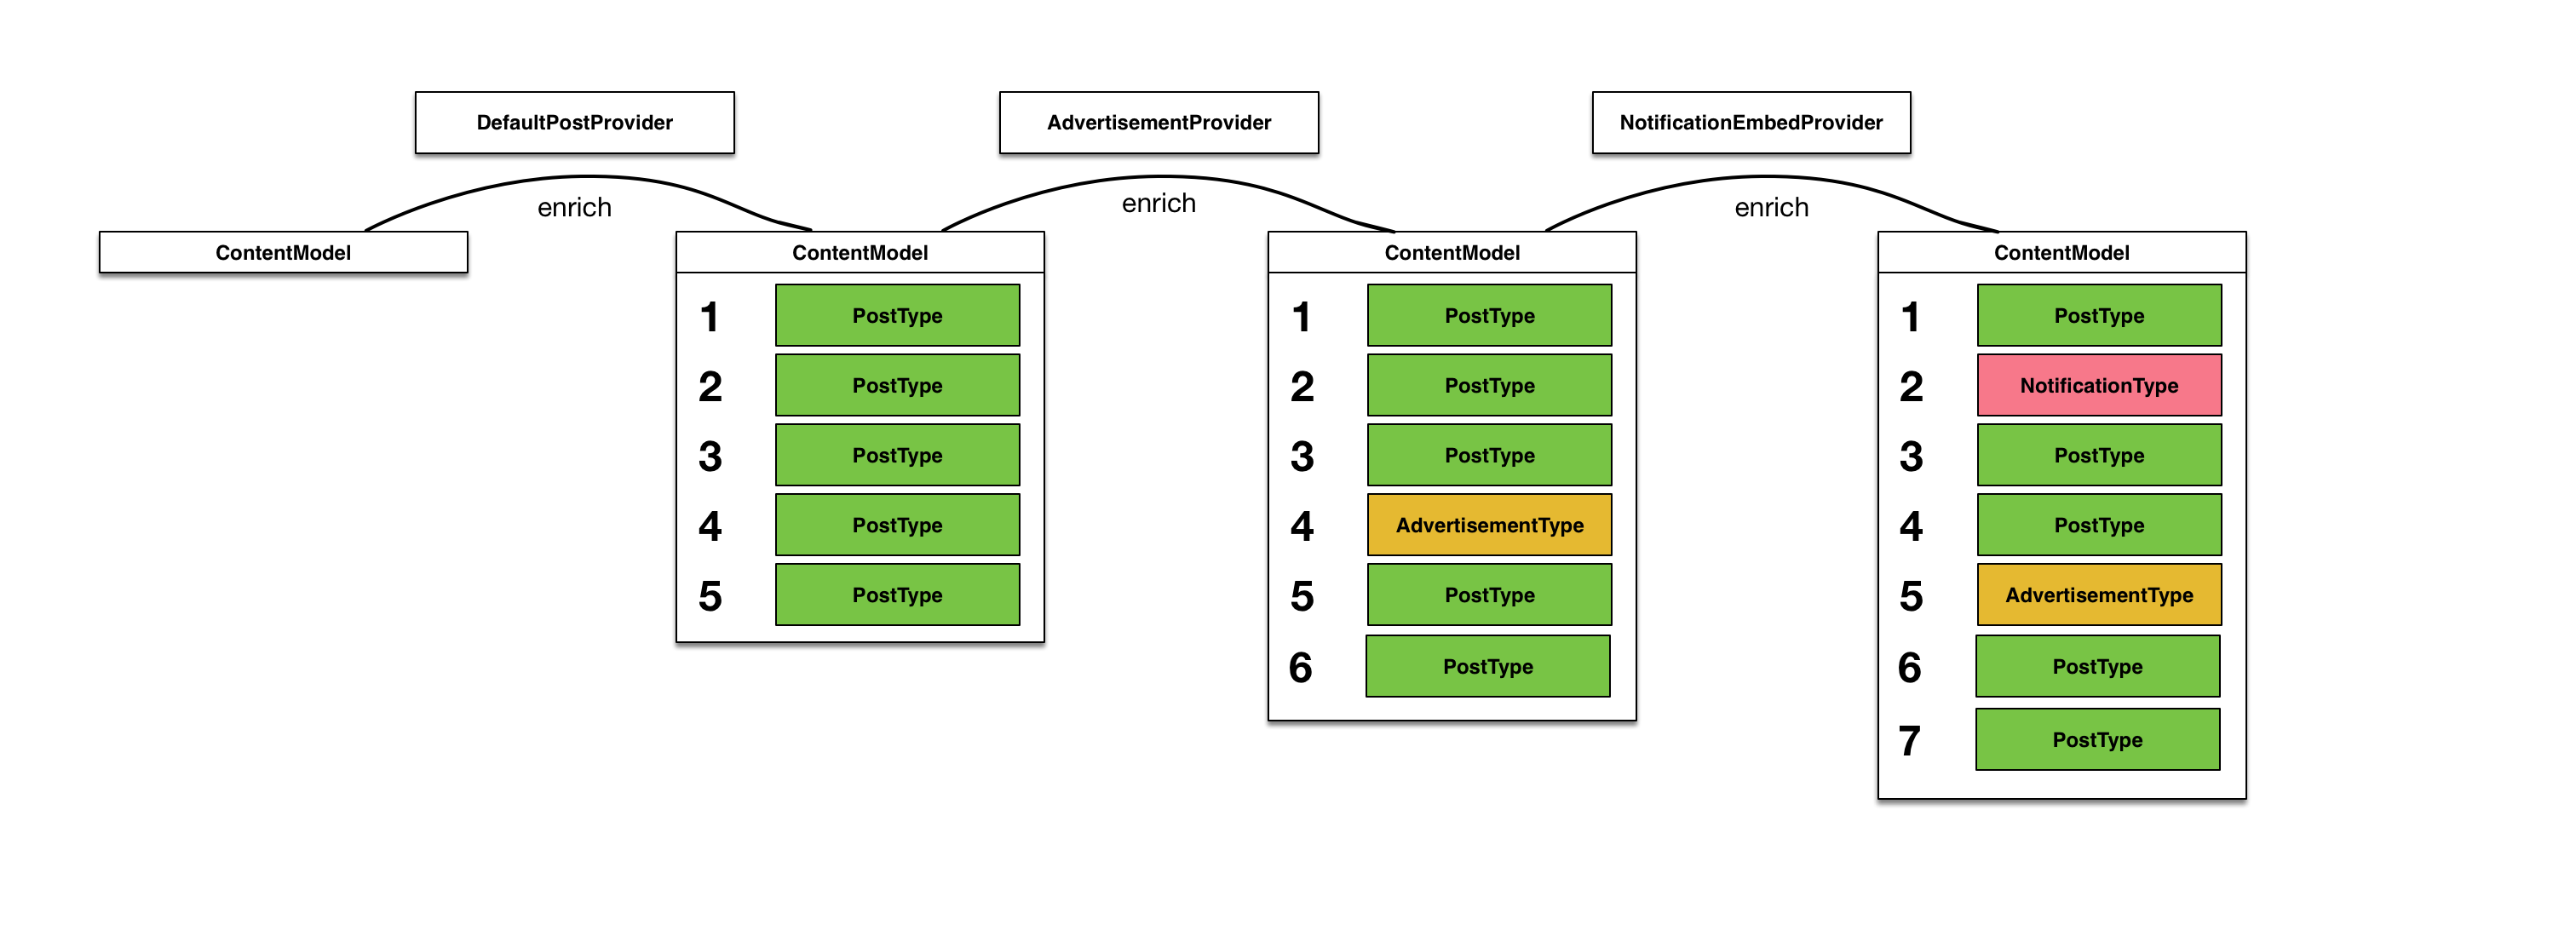 DefaultPostProvider
AdvertisementProvider
NotificationEmbedProvider
enrich
enrich
enrich
ContentModel
ContentModel
1 PostType
2 PostType
3 PostType
4 PostType
5 PostType
ContentModel
1 PostType
2 PostType
3 PostType
4 AdvertisementType
5 PostType
6 PostType
ContentModel
1 PostType
2 NotificationType
3 PostType
4 PostType
5 AdvertisementType
6 PostType
7 PostType